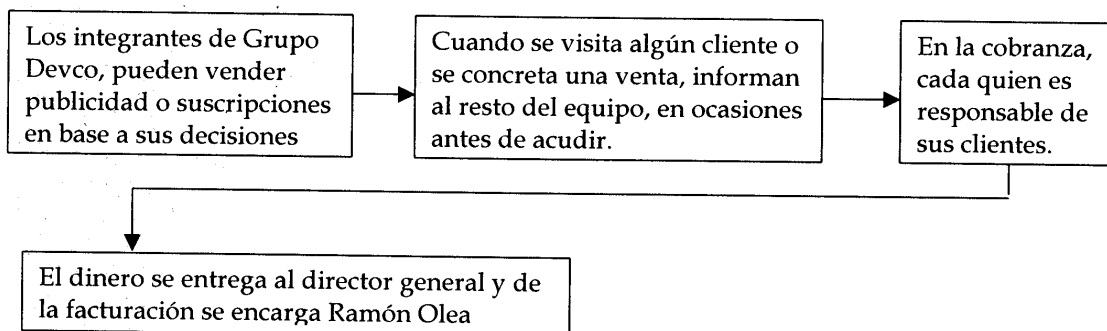 Los integrantes de Grupo
Devco, pueden vender
publicidad o suscripciones
en base a sus decisiones
Cuando se visita algún cliente o
se concreta una venta, informan
al resto del equipo, en ocasiones
antes de acudir.
En la cobranza,
cada quien es
responsable de
sus clientes.
El dinero se entrega al director general y de
la facturación se encarga Ramón Olea